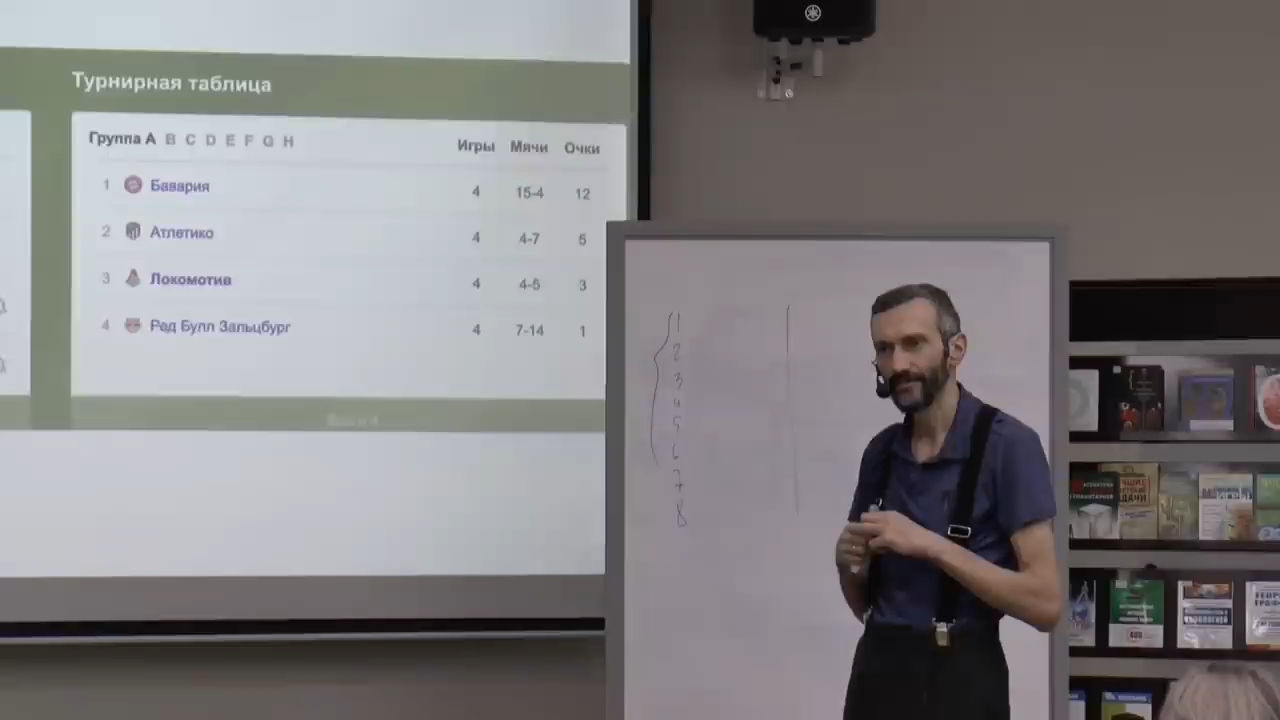 Турнирная таблица
Группа A B C D E F G H Игры Мячи Очки
1 Бавария 4 15-4 12
2 Атлетико 4 4-7 5
3 Локомотив 4 4-5 3
4 Ред Булл Зальцбург 4 7-14 1
1
2
3
4
5
6
7
8